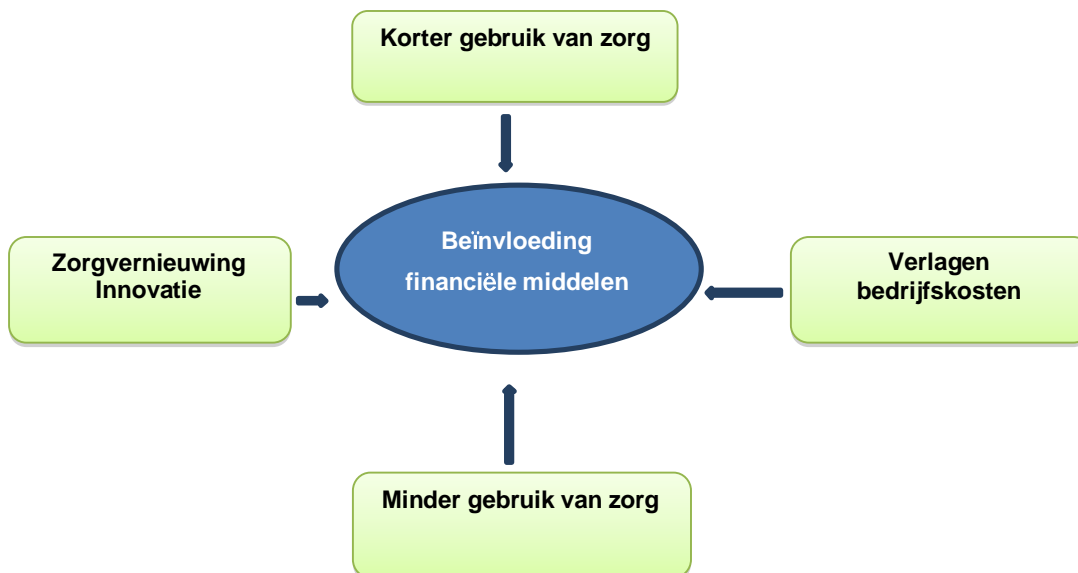 Korter gebruik van zorg
Beïnvloeding
financiële middelen
Zorgvernieuwing
Innovatie
Verlagen
bedrijfskosten
Minder gebruik van zorg